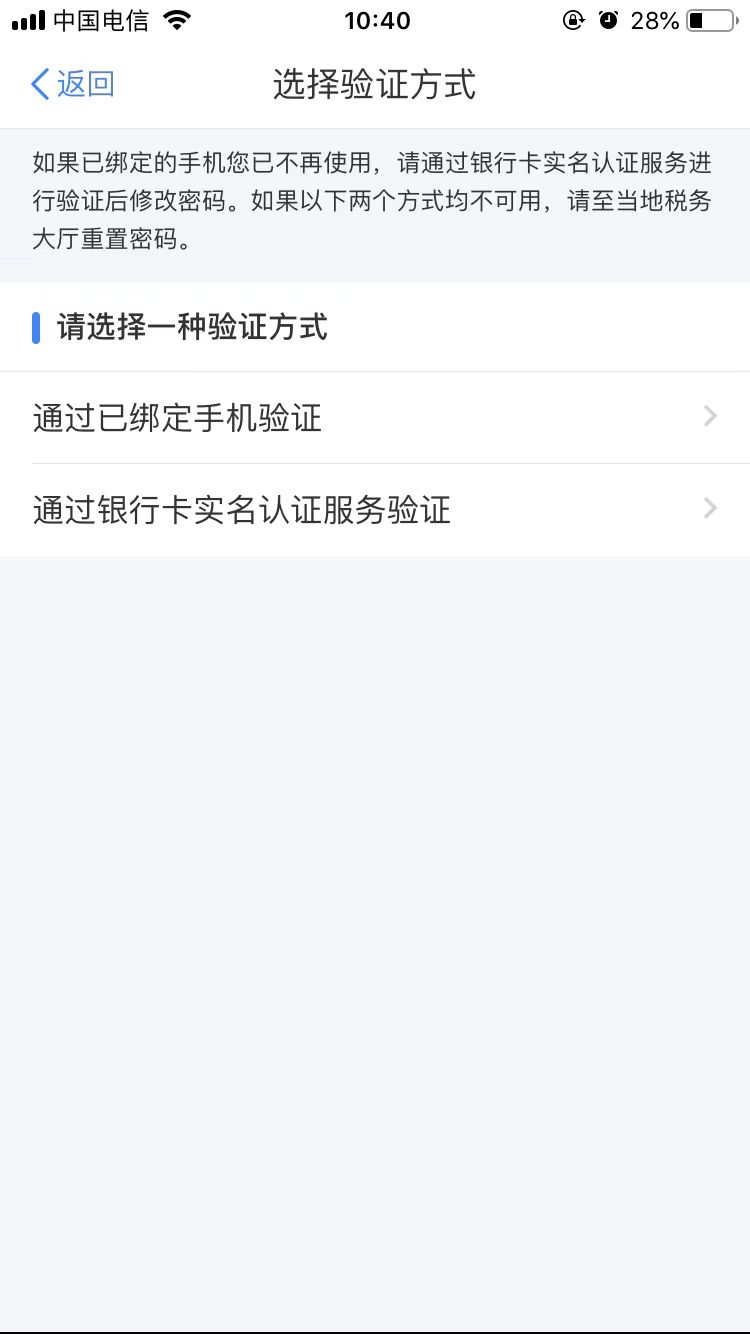 中国电信
10:40
28%
返回
选择验证方式
如果已绑定的手机您已不再使用，请通过银行卡实名认证服务进
行验证后修改密码。如果以下两个方式均不可用，请至当地税务
大厅重置密码。
请选择一种验证方式
通过已绑定手机验证
通过银行卡实名认证服务验证